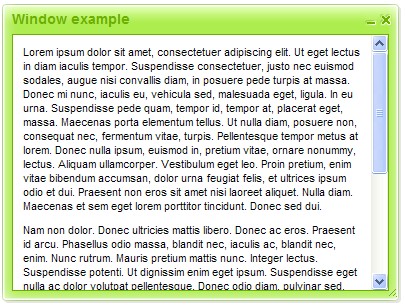 Window example
Lorem ipsum dolor sit amet, consectetuer adipiscing elit. Ut eget lectus
in diam iaculis tempor. Suspendisse consectetuer, justo nec euismod
sodales, augue nisi convallis diam, in posuere pede turpis at massa.
Donec mi nunc, iaculis eu, vehicula sed, malesuada eget, ligula. In eu
urna. Suspendisse pede quam, tempor id, tempor at, placerat eget,
massa. Maecenas porta elementum tellus. Ut nulla diam, posuere non,
consequat nec, fermentum vitae, turpis. Pellentesque tempor metus at
lorem. Donec nulla ipsum, euismod in, pretium vitae, ornare nonummy,
lectus. Aliquam ullamcorper. Vestibulum eget leo. Proin pretium, enim
vitae bibendum accumsan, dolor urna feugiat felis, et ultrices ipsum
odio et dui. Praesent non eros sit amet nisi laoreet aliquet. Nulla diam.
Maecenas et sem eget lorem porttitor tincidunt. Donec sed dui.
Nam non dolor. Donec ultricies mattis libero. Donec ac eros. Praesent
id arcu. Phasellus odio massa, blandit nec, iaculis ac, blandit nec,
enim. Nunc rutrum. Mauris pretium mattis nunc. Integer lectus.
Suspendisse potenti. Ut dignissim enim eget ipsum. Suspendisse eget
nulla ac dolor volutpat pellentesque. Cum odio diam, pulvinar sed,